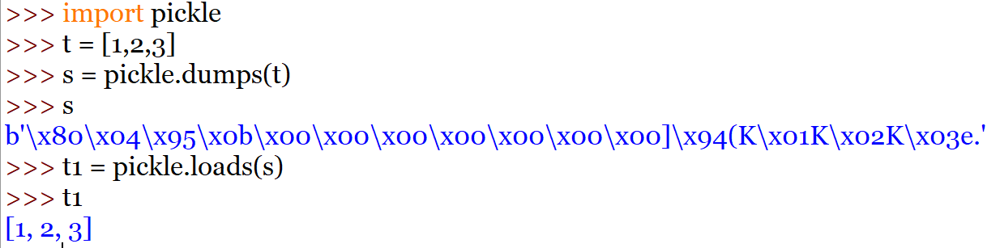 >>> import pickle
>>> t = [1,2,3]
>>> s = pickle.dumps(t)
>>> s
b'\x80\x04\x95\x0b\x00\x00\x00\x00\x00\x00\x00]\x94(K\x01K\x02K\x03e.'
>>> t1 = pickle.loads(s)
>>> t1
[1, 2, 3]